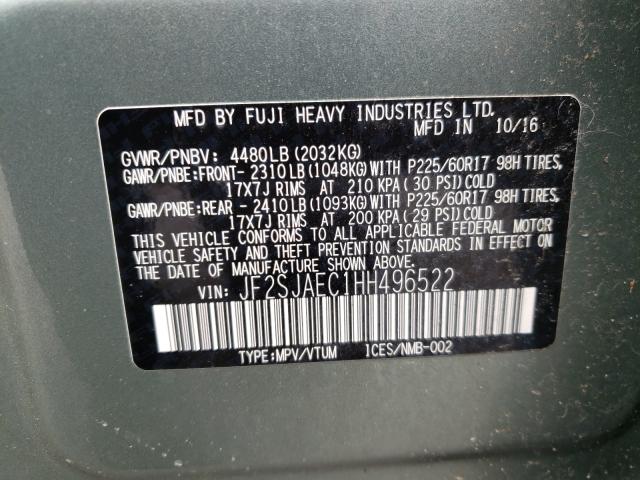 MFD BY FUJI HEAVY INDUSTRIES LTD.
MFD IN 10/16
GVWR/PNBV: 4480LB(2032KG)
GAWR/PNBE:FRONT- 2310LB(1048KG)WITH P225/60R17 98H TIRES,
17X7J RIMS AT 210 KPA(30 PSI)COLD
GAWR/PNBE:REAR - 2410LB(1093KG)WITH P225/60R17 98H TIRES,
17X7J RIMS AT 200 KPA(29 PSI)COLD
THIS VEHICLE CONFORMS TO ALL APPLICABLE FEDERAL MOTOR
VEHICLE SAFETY AND THEFT PREVENTION STANDARDS IN EFFECT
ON THE DATE OF MANUFACTURE SHOWN ABOVE.
VIN: JF2SJAEC1HH496522
TYPE:MPV/VTUM ICES/NMB-002